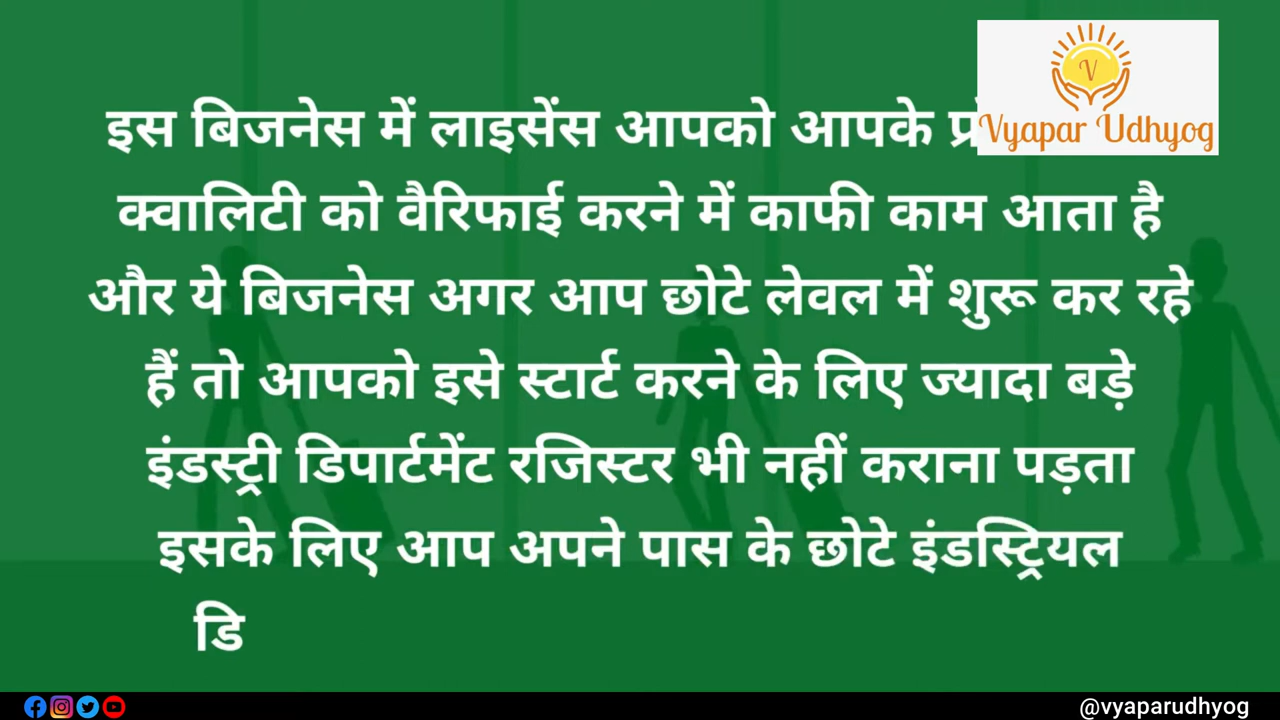 V
Vyapar Udhyog
इस बिजनेस में लाइसेंस आपको आपके
क्वालिटी को वैरिफाई करने में काफी काम आता है
और ये बिजनेस अगर आप छोटे लेवल में शुरू कर रहे
हैं तो आपको इसे स्टार्ट करने के लिए ज्यादा बड़े
इंडस्ट्री डिपार्टमेंट रजिस्टर भी नहीं कराना पड़ता
इसके लिए आप अपने पास के छोटे इंडस्ट्रियल
डि
@vyaparudhyog